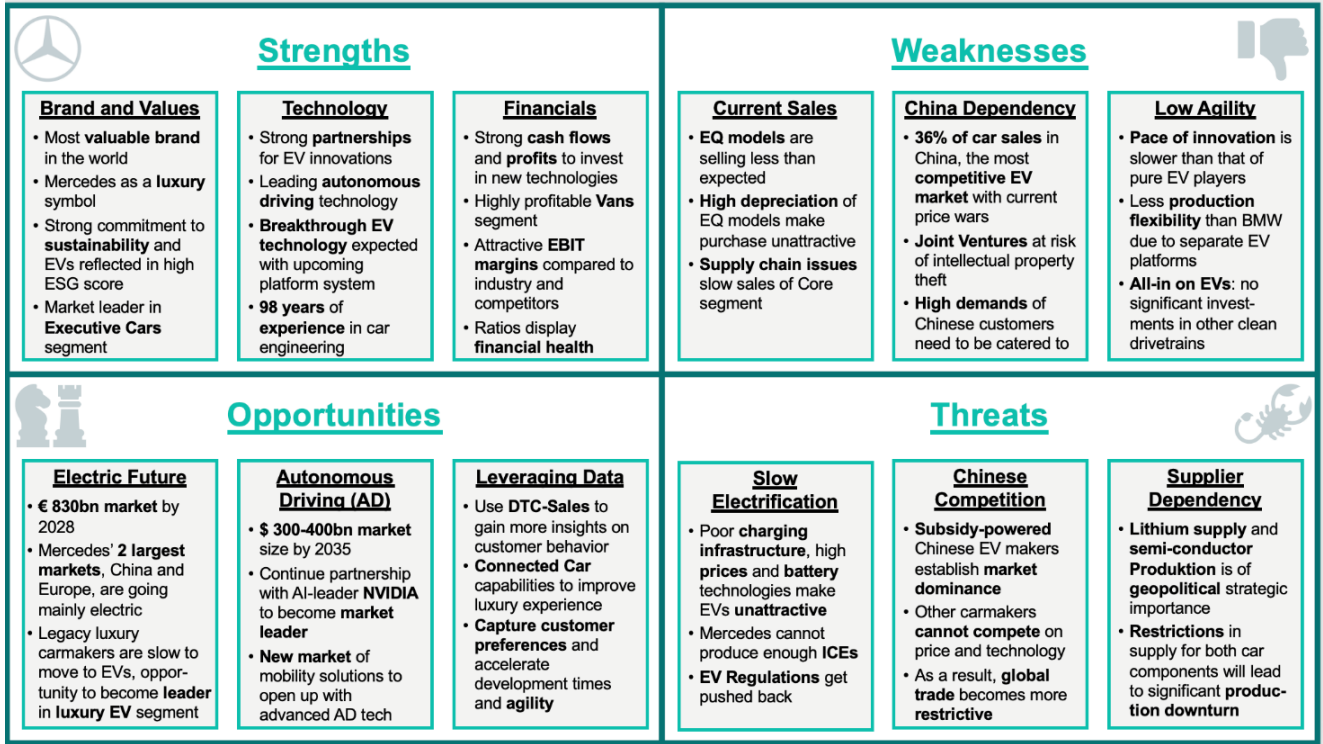 Strengths
Brand and Values
• Most valuable brand
in the world
• Mercedes as a luxury
symbol
• Strong commitment to
sustainability and
EVs reflected in high
ESG score
• Market leader in
Executive Cars
segment
Technology
• Strong partnerships
for EV innovations
• Leading autonomous
driving technology
• Breakthrough EV
technology expected
with upcoming
platform system
• 98 years of
experience in car
engineering
Financials
• Strong cash flows
and profits to invest
in new technologies
• Highly profitable Vans
segment
• Attractive EBIT
margins compared to
industry and
competitors
• Ratios display
financial health
Weaknesses
Current Sales
• EQ models are
selling less than
expected
• High depreciation of
EQ models make
purchase unattractive
• Supply chain issues
slow sales of Core
segment
China Dependency
• 36% of car sales in
China, the most
competitive EV
market with current
price wars
• Joint Ventures at risk
of intellectual property
theft
• High demands of
Chinese customers
need to be catered to
Low Agility
• Pace of innovation is
slower than that of
pure EV players
• Less production
flexibility than BMW
due to separate EV
platforms
• All-in on EVs: no
significant invest-
ments in other clean
drivetrains
Opportunities
Electric Future
• € 830bn market by
2028
• Mercedes’ 2 largest
markets, China and
Europe, are going
mainly electric
• Legacy luxury
carmakers are slow to
move to EVs, oppor-
tunity to become leader
in luxury EV segment
Autonomous
Driving (AD)
• $ 300-400bn market
size by 2035
• Continue partnership
with AI-leader NVIDIA
to become market
leader
• New market of
mobility solutions to
open up with
advanced AD tech
Leveraging Data
• Use DTC-Sales to
gain more insights on
customer behavior
• Connected Car
capabilities to improve
luxury experience
• Capture customer
preferences and
accelerate
development times
and agility
Threats
Slow
Electrification
• Poor charging
infrastructure, high
prices and battery
technologies make
EVs unattractive
• Mercedes cannot
produce enough ICEs
• EV Regulations get
pushed back
Chinese
Competition
• Subsidy-powered
Chinese EV makers
establish market
dominance
• Other carmakers
cannot compete on
price and technology
• As a result, global
trade becomes more
restrictive
Supplier
Dependency
• Lithium supply and
semi-conductor
Produktion is of
geopolitical strategic
importance
• Restrictions in
supply for both car
components will lead
to significant produc-
tion downturn